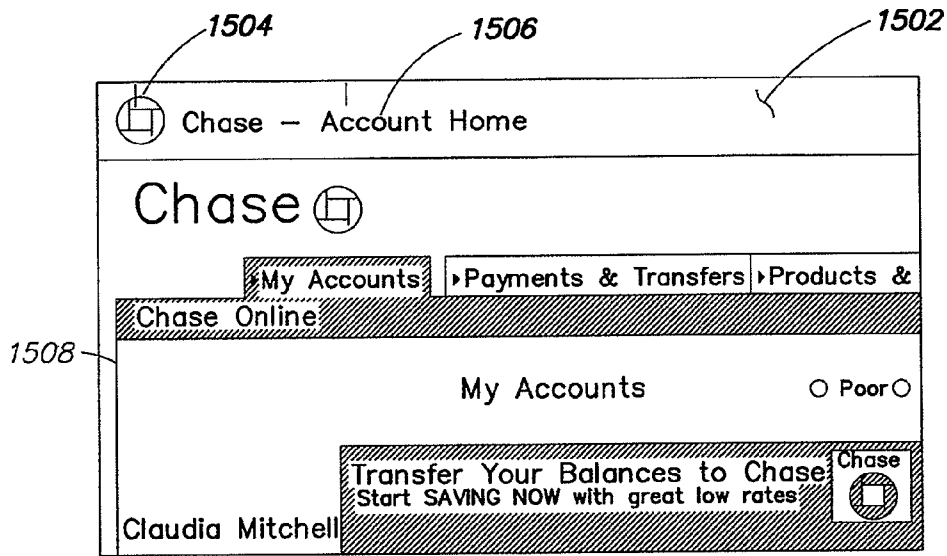 1504 1506 1502
Chase – Account Home
Chase
My Accounts Payments & Transfers Products &
Chase Online
1508
My Accounts Poor
Transfer Your Balances to Chase Chase
Start SAVING NOW with great low rates
Claudia Mitchell